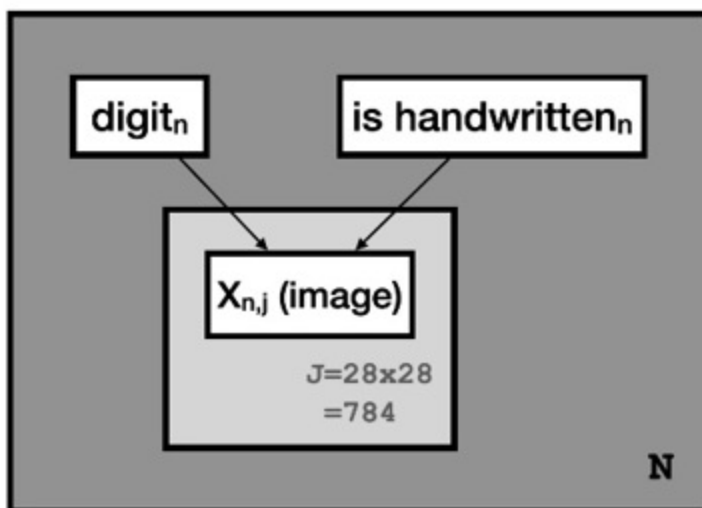 digitₙ
is handwrittenₙ
Xₙ,ⱼ (image)
J=28x28
=784
N